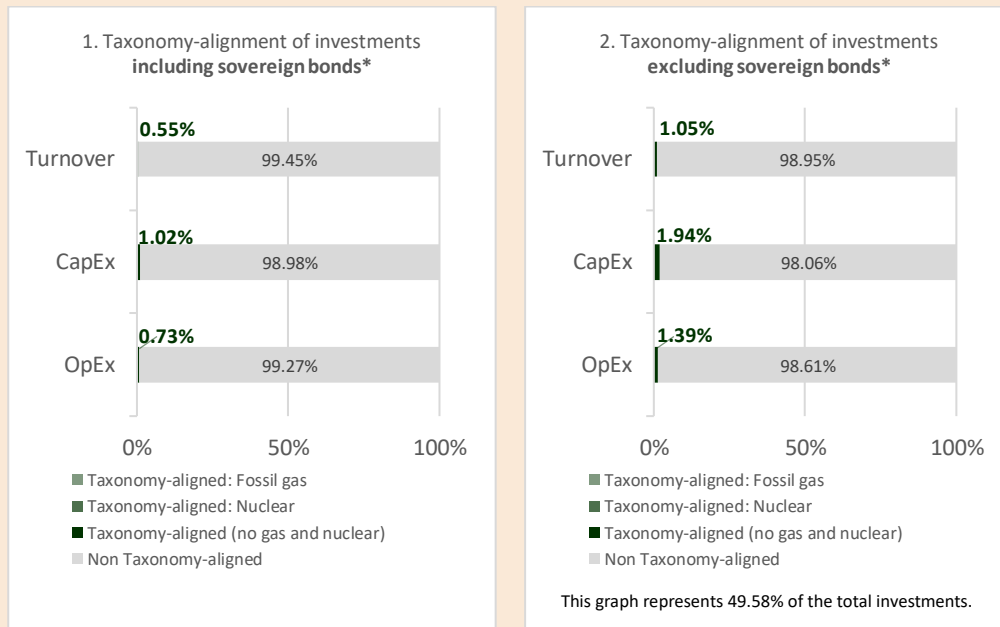 1. Taxonomy-alignment of investments
including sovereign bonds*
0.55%
Turnover
99.45%
1.02%
CapEx
98.98%
0.73%
OpEx
99.27%
0%
50%
100%
Taxonomy-aligned: Fossil gas
Taxonomy-aligned: Nuclear
Taxonomy-aligned (no gas and nuclear)
Non Taxonomy-aligned
2. Taxonomy-alignment of investments
excluding sovereign bonds*
1.05%
Turnover
98.95%
1.94%
CapEx
98.06%
1.39%
OpEx
98.61%
0%
50%
100%
Taxonomy-aligned: Fossil gas
Taxonomy-aligned: Nuclear
Taxonomy-aligned (no gas and nuclear)
Non Taxonomy-aligned
This graph represents 49.58% of the total investments.